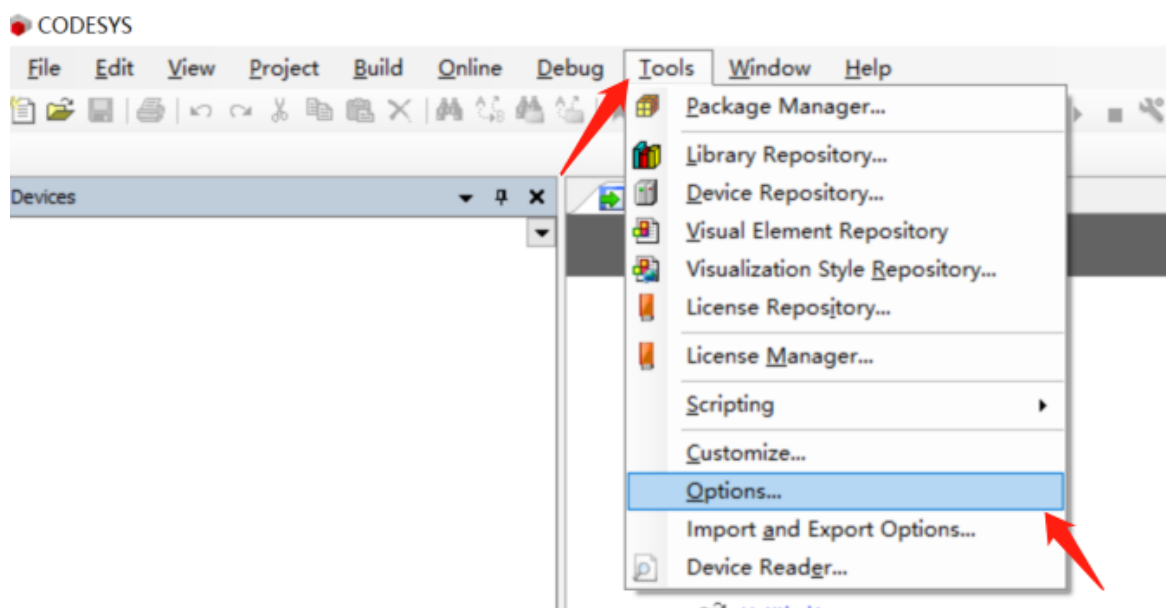 CODESYS
File Edit View Project Build Online Debug Tools Window Help
Package Manager...
Library Repository...
Devices
Device Repository...
Visual Element Repository
Visualization Style Repository...
License Repository...
License Manager...
Scripting
Customize...
Options...
Import and Export Options...
Device Reader...